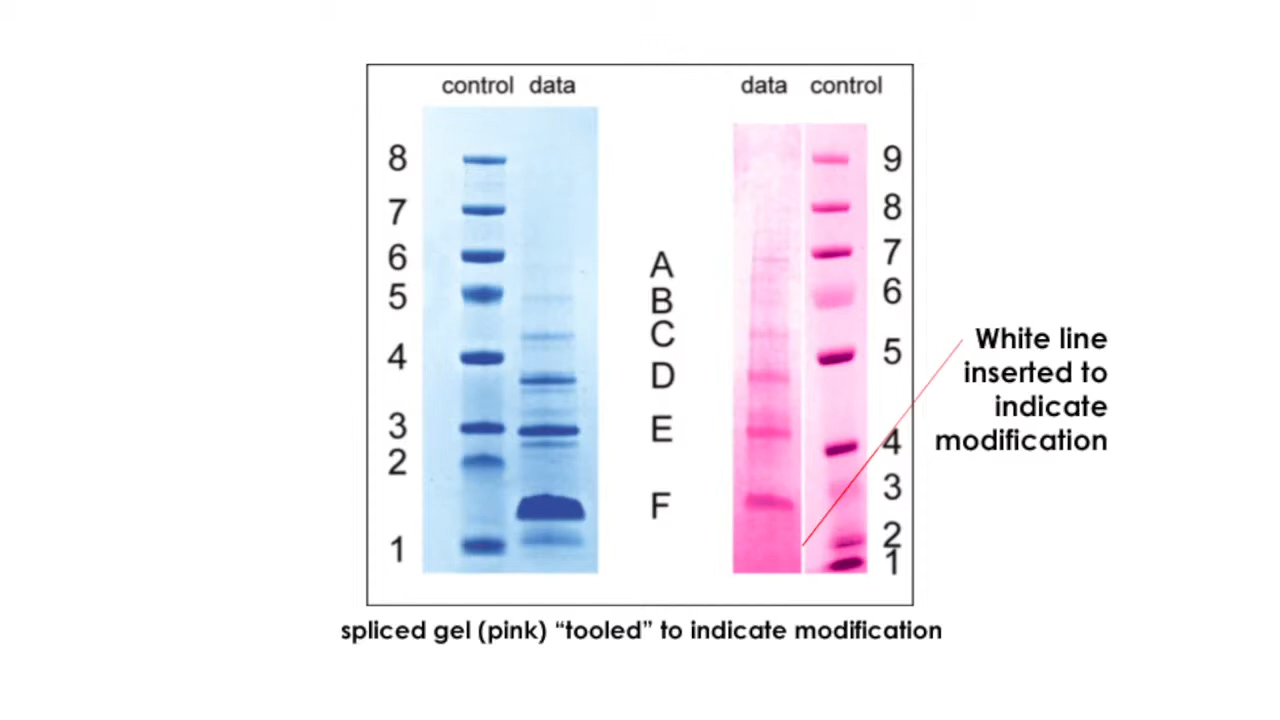 control data
data control
8
7
6
5
4
3
2
1
A
B
C
D
E
F
9
8
7
6
5
4
3
2
1
White line
inserted to
indicate
modification
spliced gel (pink) “tooled” to indicate modification